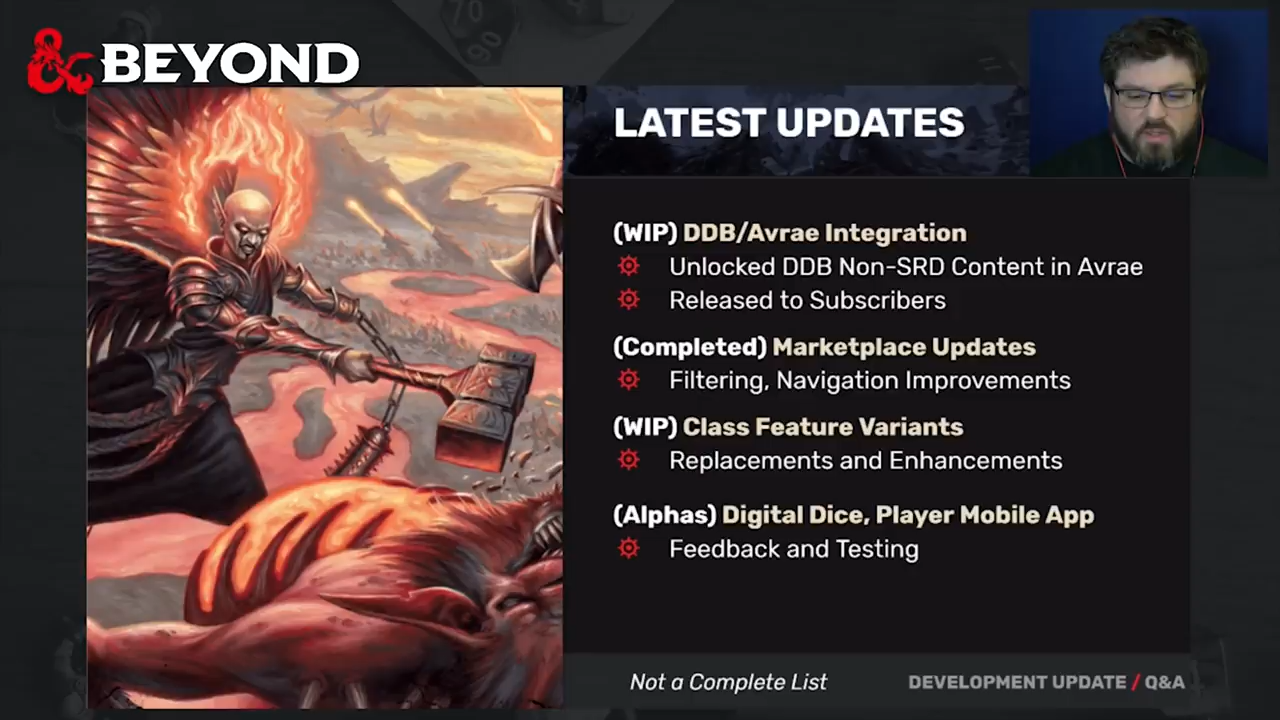 & BEYOND
LATEST UPDATES
(WIP) DDB/Avrae Integration
Unlocked DDB Non-SRD Content in Avrae
Released to Subscribers
(Completed) Marketplace Updates
Filtering, Navigation Improvements
(WIP) Class Feature Variants
Replacements and Enhancements
(Alphas) Digital Dice, Player Mobile App
Feedback and Testing
Not a Complete List
DEVELOPMENT UPDATE / Q&A
70
90